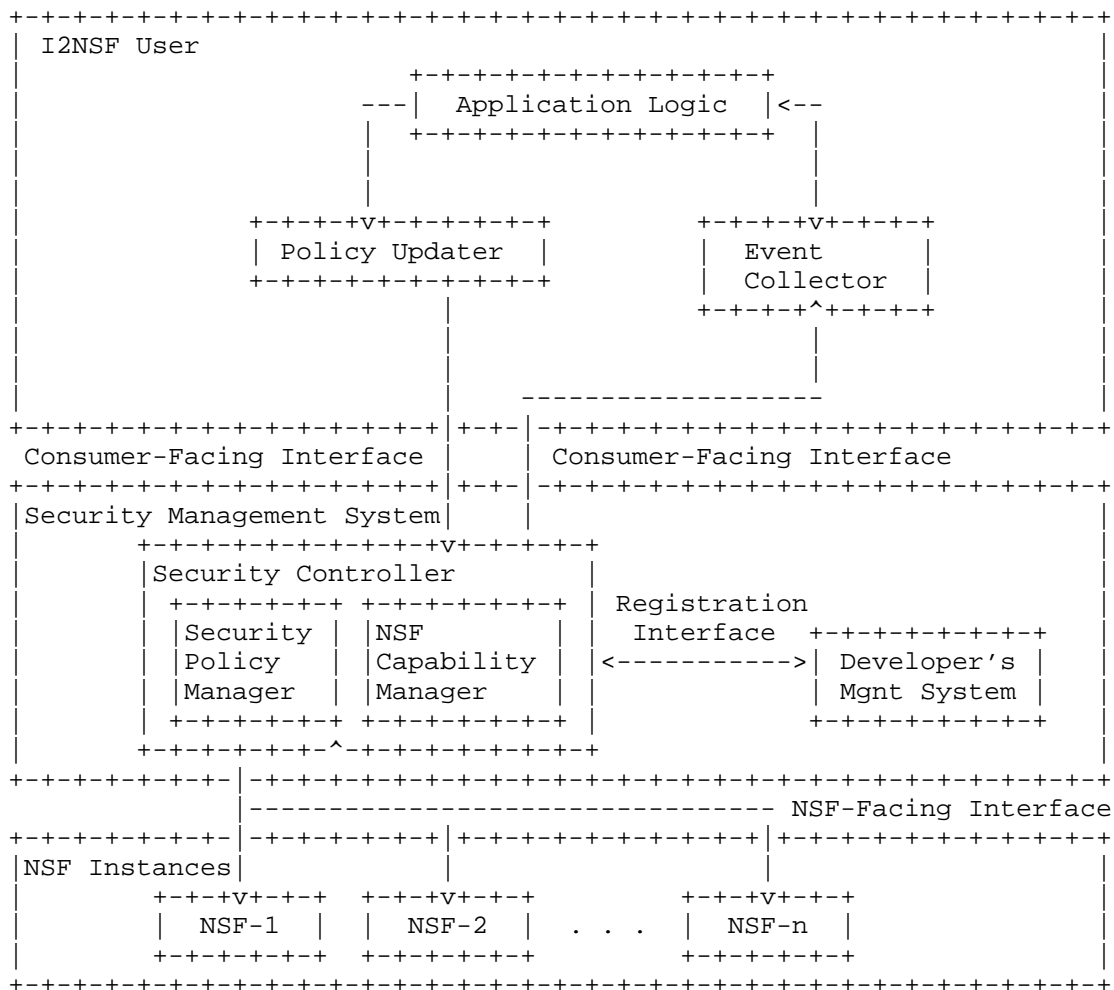 I2NSF User
Application Logic
Policy Updater
Event
Collector
Consumer-Facing Interface
Consumer-Facing Interface
Security Management System
Security Controller
Registration
Interface
Security
Policy
Manager
NSF
Capability
Manager
Developer's
Mgnt System
NSF-Facing Interface
NSF Instances
NSF-1
NSF-2
. . .
NSF-n